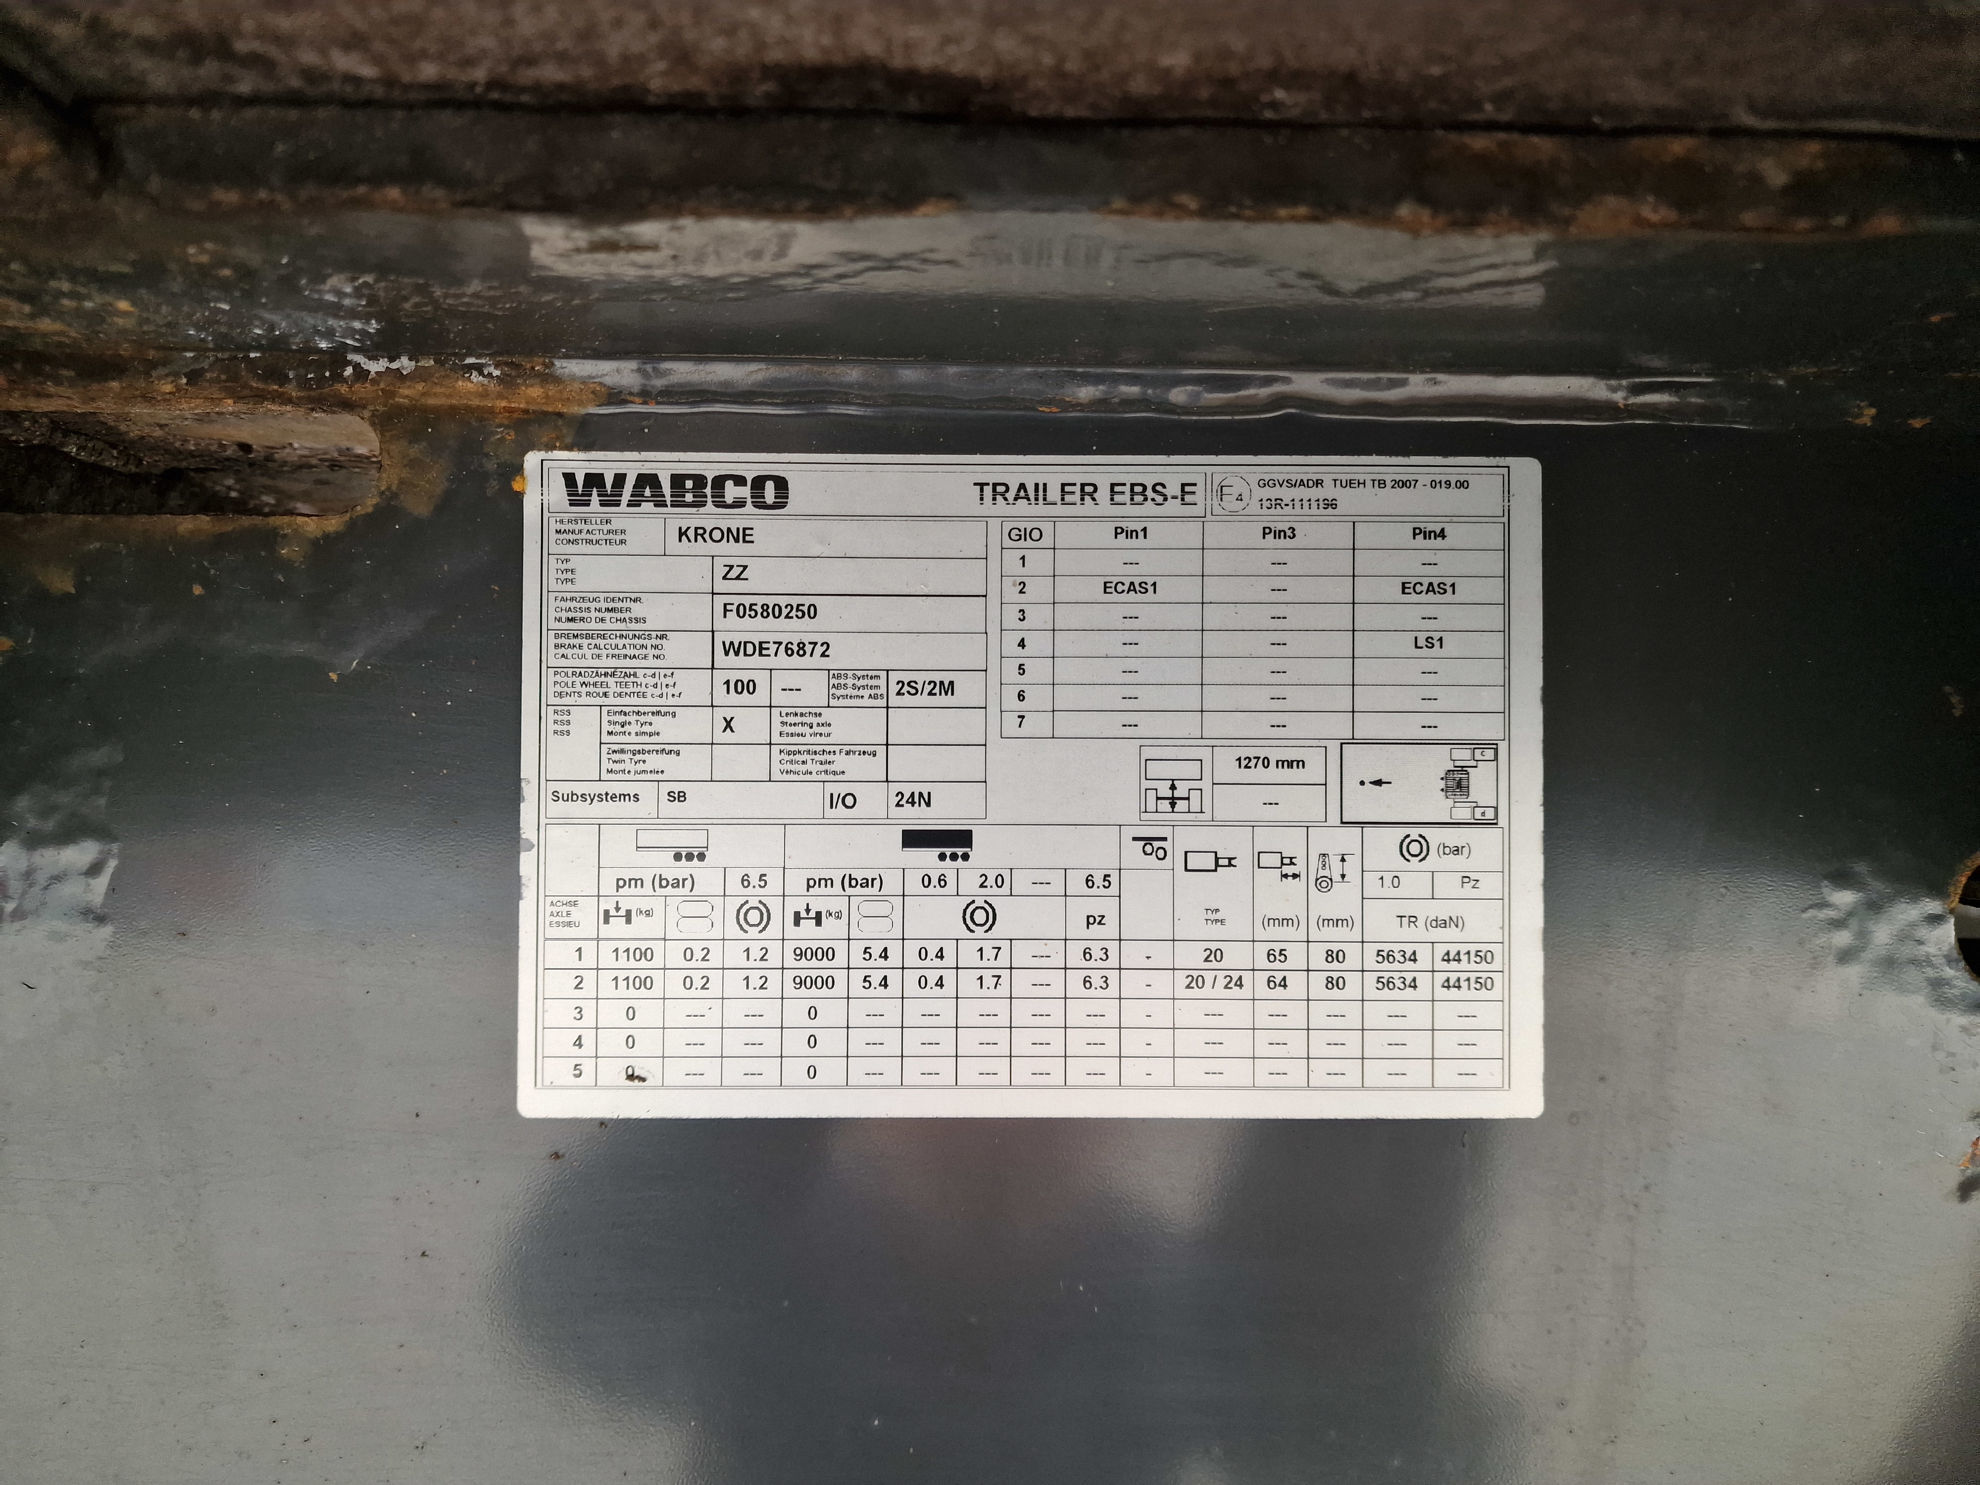 WABCO TRAILER EBS-E E4 GGVS/ADR TUEH TB 2007 - 019.00
13R-111196
HERSTELLER
MANUFACTURER
CONSTRUCTEUR
KRONE
TYP
TYPE
TYPE
ZZ
FAHRZEUG IDENTNR.
CHASSIS NUMBER
NUMERO DE CHASSIS
F0580250
BREMSBERECHNUNGS-NR.
BRAKE CALCULATION NO.
CALCUL DE FREINAGE NO.
WDE76872
POLRADZÄHNEZAHL c-d | e-f
POLE WHEEL TEETH c-d | e-f
DENTS ROUE DENTÉE c-d | e-f
100 ---
ABS-System
ABS-System
Système ABS
2S/2M
RSS
RSS
RSS
Einfachbereifung
Single Tyre
Monte simple
X
Lenkachse
Steering axle
Essieu vireur
Zwillingsbereifung
Twin Tyre
Monte jumelée
Kippkritisches Fahrzeug
Critical Trailer
Véhicule critique
Subsystems SB I/O 24N
GIO Pin1 Pin3 Pin4
1 --- --- ---
2 ECAS1 --- ECAS1
3 --- --- ---
4 --- --- LS1
5 --- --- ---
6 --- --- ---
7 --- --- ---
1270 mm
---
c
d
pm (bar) 6.5 pm (bar) 0.6 2.0 --- 6.5
(bar)
1.0 Pz
ACHSE
AXLE
ESSIEU
(kg) (kg) pz
TYP
TYPE
(mm) (mm) TR (daN)
1 1100 0.2 1.2 9000 5.4 0.4 1.7 --- 6.3 - 20 65 80 5634 44150
2 1100 0.2 1.2 9000 5.4 0.4 1.7 --- 6.3 - 20 / 24 64 80 5634 44150
3 0 --- --- 0 --- --- --- --- --- - --- --- --- --- ---
4 0 --- --- 0 --- --- --- --- --- - --- --- --- --- ---
5 0 --- --- 0 --- --- --- --- --- - --- --- --- --- ---